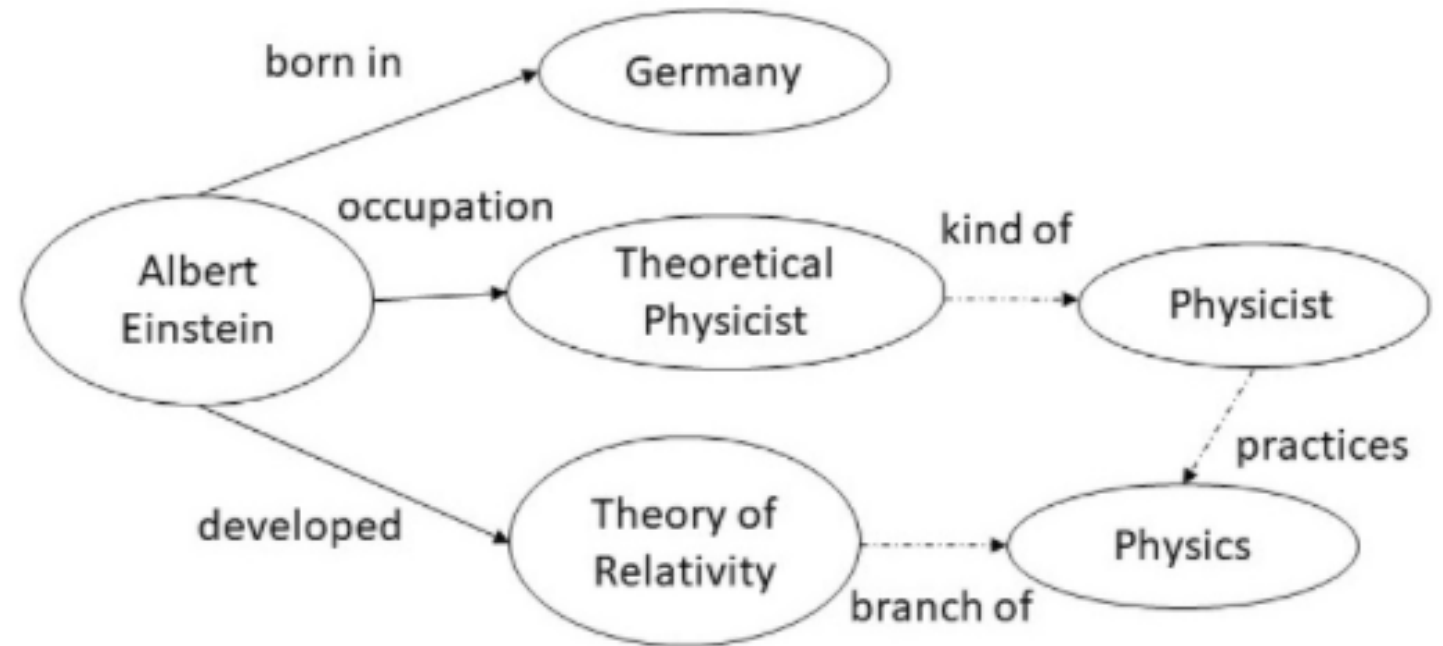 born in
Germany
occupation
Albert
Einstein
Theoretical
Physicist
kind of
Physicist
practices
developed
Theory of
Relativity
branch of
Physics